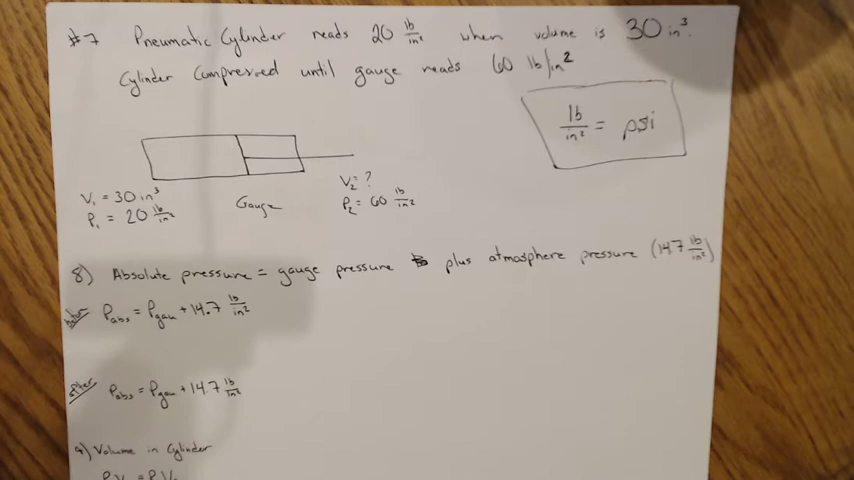 #7 Pneumatic Cylinder reads 20 lb/in² when volume is 30 in³.
Cylinder Compressed until gauge reads 60 lb/in²
lb/in² = psi
V₁ = 30 in³
P₁ = 20 lb/in²
Gauge
V₂ = ?
P₂ = 60 lb/in²
8) Absolute pressure = gauge pressure plus atmosphere pressure (14.7 lb/in²)
before Pabs = Pgau + 14.7 lb/in²
after Pabs = Pgau + 14.7 lb/in²
9) Volume in Cylinder
P₁V₁ = P₂V₂